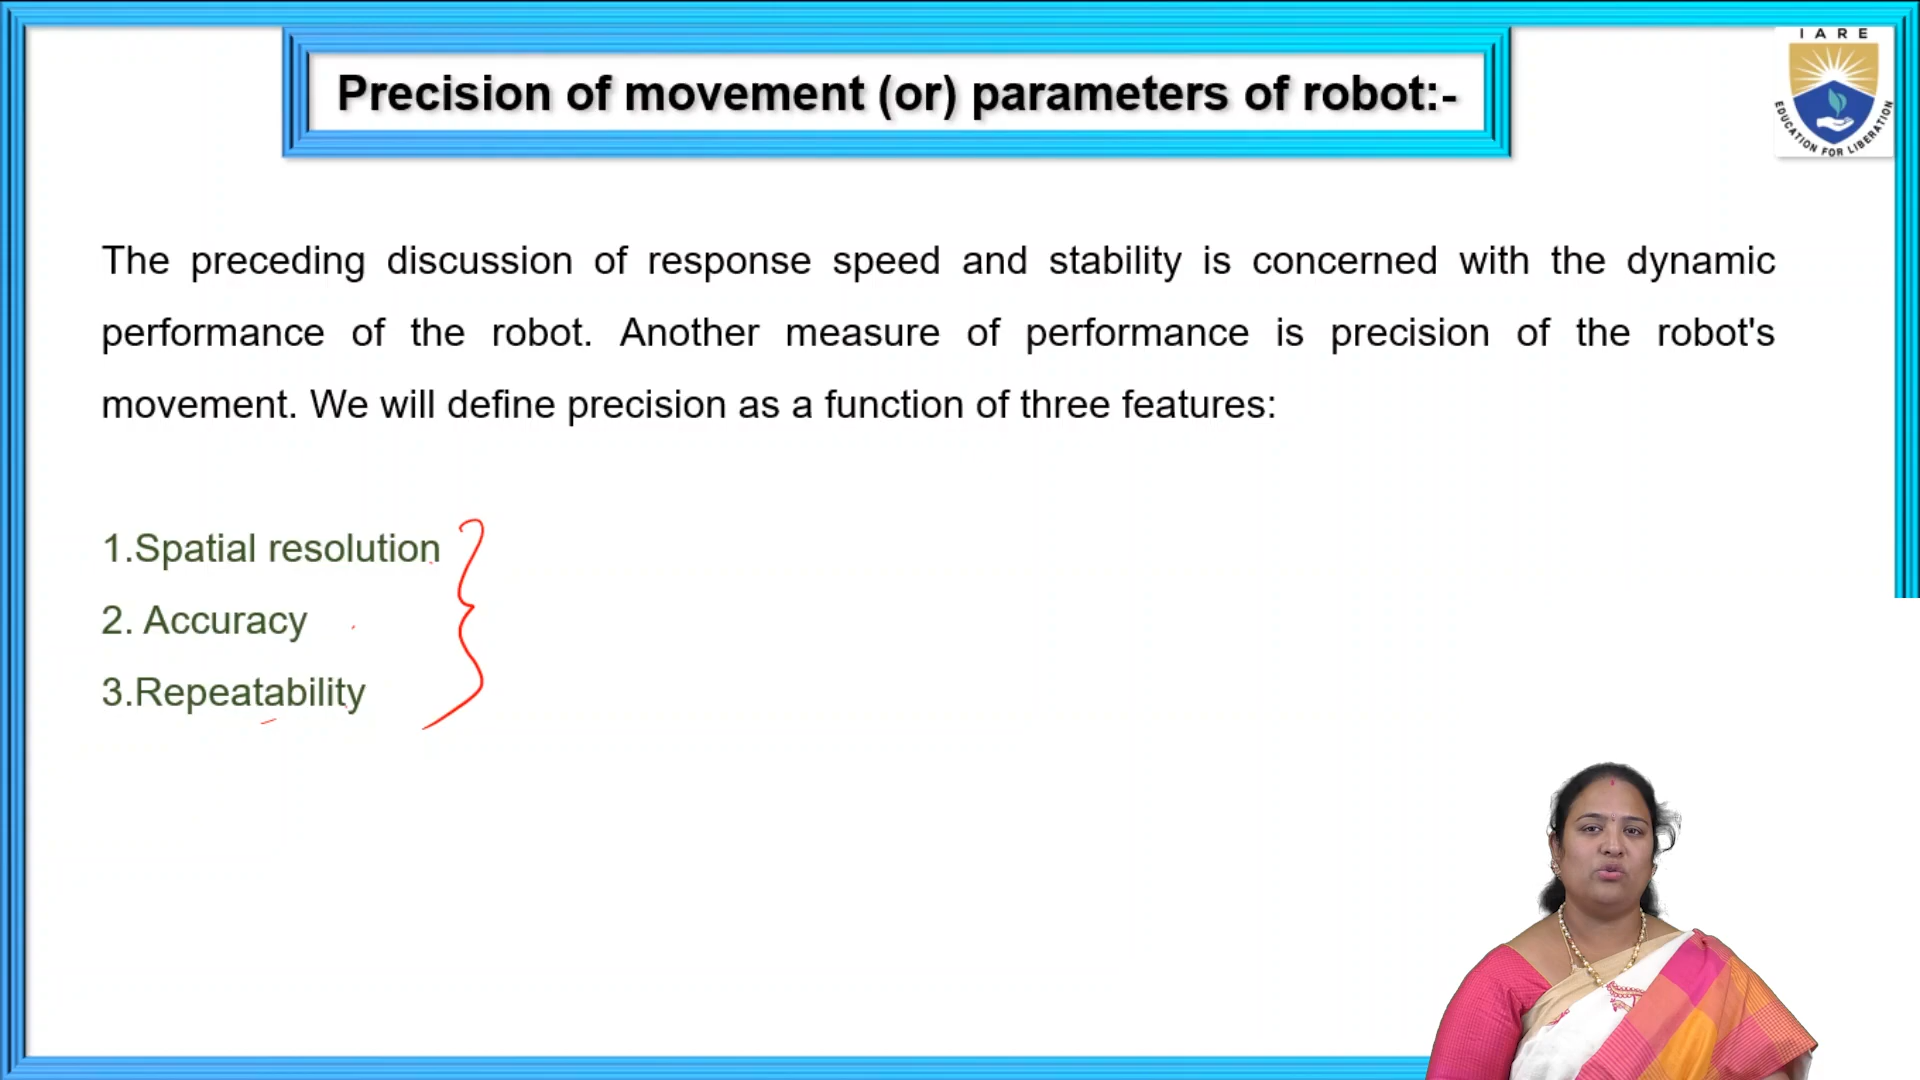 Precision of movement (or) parameters of robot:-
I A R E
EDUCATION FOR LIBERATION
The preceding discussion of response speed and stability is concerned with the dynamic
performance of the robot. Another measure of performance is precision of the robot's
movement. We will define precision as a function of three features:
1.Spatial resolution
2. Accuracy
3.Repeatability